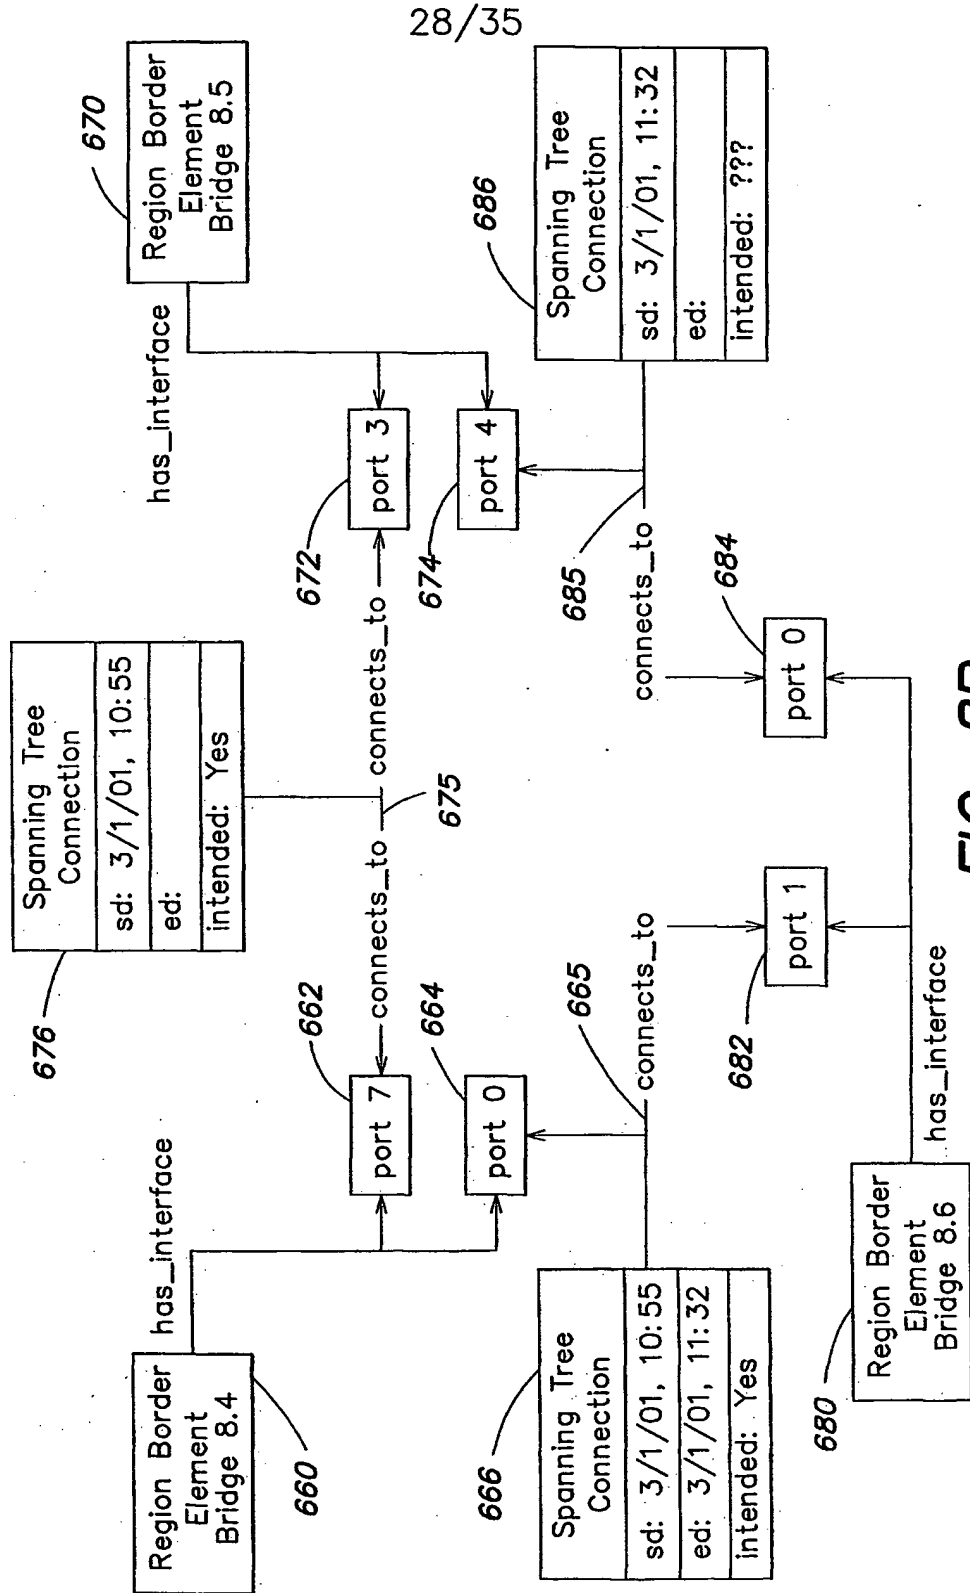 28/35
Region Border
Element
Bridge 8.4
660
has_interface
port 7
662
port 0
664
Spanning Tree
Connection
sd: 3/1/01, 10:55
ed:
intended: Yes
676
connects_to
connects_to
675
Region Border
Element
Bridge 8.5
670
has_interface
port 3
672
port 4
674
Spanning Tree
Connection
sd: 3/1/01, 10:55
ed: 3/1/01, 11:32
intended: Yes
666
665
connects_to
port 1
682
Spanning Tree
Connection
sd: 3/1/01, 11:32
ed:
intended: ???
686
685
connects_to
port 0
684
Region Border
Element
Bridge 8.6
680
has_interface